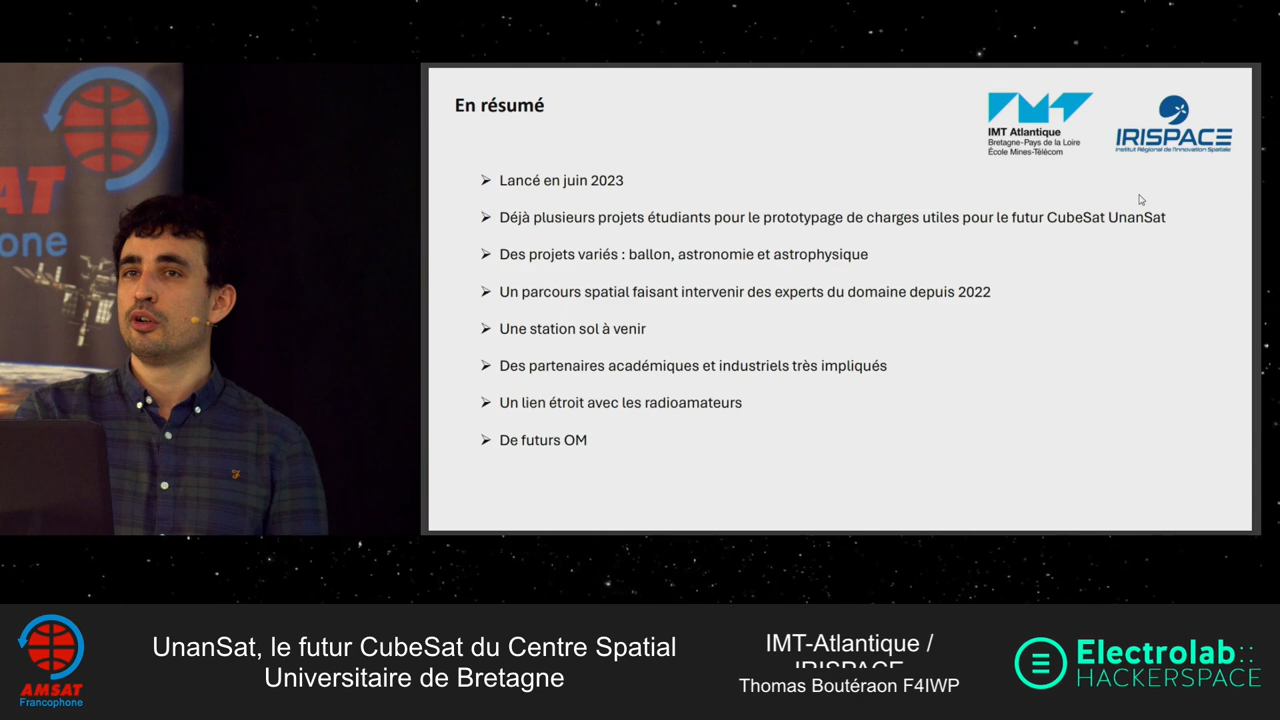 AT
one
En résumé
IMT Atlantique
Bretagne-Pays de la Loire
École Mines-Télécom
IRISPACE
Institut Régional de l'Innovation Spatiale
Lancé en juin 2023
Déjà plusieurs projets étudiants pour le prototypage de charges utiles pour le futur CubeSat UnanSat
Des projets variés : ballon, astronomie et astrophysique
Un parcours spatial faisant intervenir des experts du domaine depuis 2022
Une station sol à venir
Des partenaires académiques et industriels très impliqués
Un lien étroit avec les radioamateurs
De futurs OM
AMSAT
Francophone
UnanSat, le futur CubeSat du Centre Spatial
Universitaire de Bretagne
IMT-Atlantique /
IRISPACE
Thomas Boutéraon F4IWP
Electrolab::
HACKERSPACE